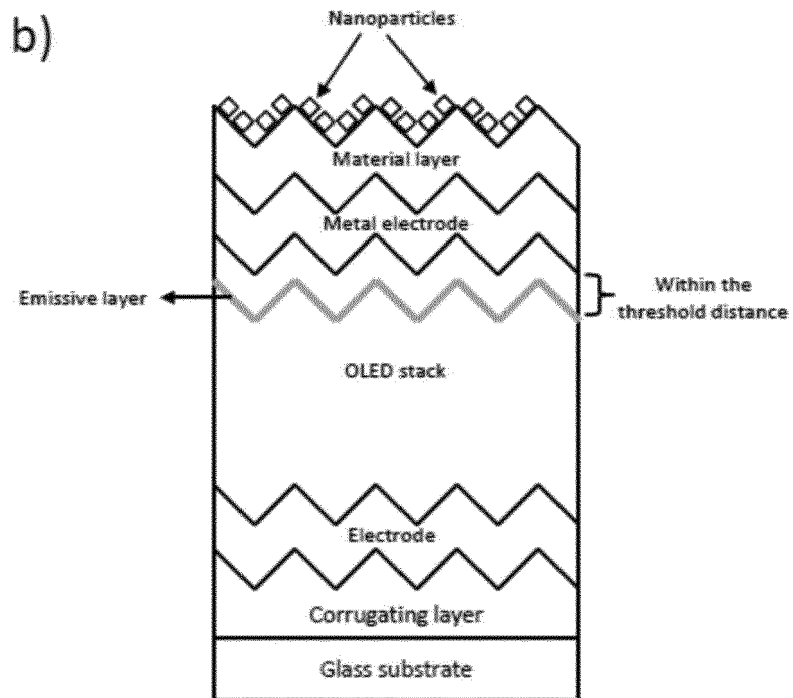 b)
Nanoparticles
Material layer
Metal electrode
Emissive layer
Within the
threshold distance
OLED stack
Electrode
Corrugating layer
Glass substrate